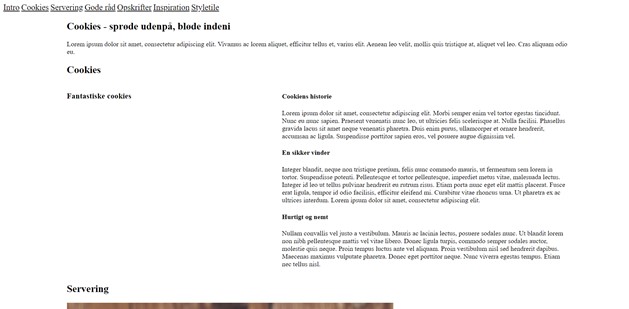 Intro Cookies Servering Gode råd Opskrifter Inspiration Styletile
Cookies - sprøde udenpå, bløde indeni
Lorem ipsum dolor sit amet, consectetur adipiscing elit. Vivamus ac lorem aliquet, efficitur tellus et, varius elit. Aenean leo velit, mollis quis tristique at, aliquet vel leo. Cras aliquam odio
eu.
Cookies
Fantastiske cookies
Cookiens historie
Lorem ipsum dolor sit amet, consectetur adipiscing elit. Morbi semper enim vel tortor egestas tincidunt.
Nunc eu nunc sapien. Praesent venenatis nunc leo, ut ultricies felis scelerisque at. Nulla facilisi. Phasellus
gravida lacus sit amet neque venenatis pharetra. Duis enim purus, ullamcorper et ornare hendrerit,
accumsan ac ligula. Suspendisse porttitor sapien eros, vel posuere augue dignissim vel.
En sikker vinder
Integer blandit, neque non tristique pretium, felis nunc commodo mauris, ut fermentum sem lorem in
tortor. Suspendisse potenti. Pellentesque et tortor pellentesque, imperdiet metus vitae, malesuada lectus.
Integer id leo ut tellus pulvinar hendrerit eu rutrum risus. Etiam porta nunc eget elit mattis placerat. Fusce
erat ligula, tempor id odio facilisis, efficitur eleifend mi. Curabitur vitae rhoncus urna. Ut pharetra ex ac
ultrices interdum. Lorem ipsum dolor sit amet, consectetur adipiscing elit.
Hurtigt og nemt
Nullam convallis vel justo a vestibulum. Mauris ac lacinia lectus, posuere sodales nunc. Ut blandit lorem
non nibh pellentesque mattis vel vitae libero. Donec ligula turpis, commodo semper sodales auctor,
molestie quis neque. Proin tempus luctus ante vel aliquam. Proin vestibulum nisl sed hendrerit dapibus.
Maecenas maximus vulputate pharetra. Donec eget porttitor neque. Nunc viverra egestas tempus. Etiam
nec tellus nisl.
Servering